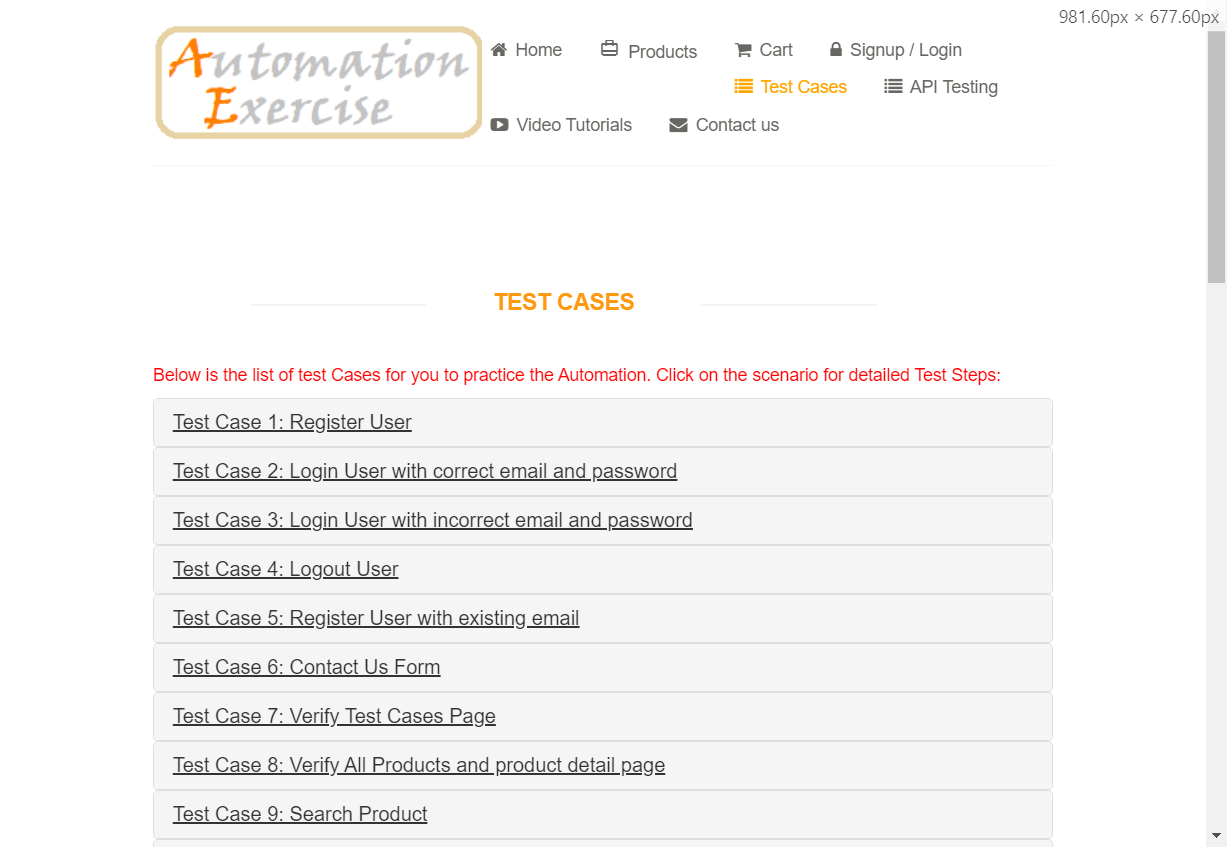 981.60px × 677.60px
Automation
Exercise
Home Products Cart Signup / Login
Test Cases API Testing
Video Tutorials Contact us
TEST CASES
Below is the list of test Cases for you to practice the Automation. Click on the scenario for detailed Test Steps:
Test Case 1: Register User
Test Case 2: Login User with correct email and password
Test Case 3: Login User with incorrect email and password
Test Case 4: Logout User
Test Case 5: Register User with existing email
Test Case 6: Contact Us Form
Test Case 7: Verify Test Cases Page
Test Case 8: Verify All Products and product detail page
Test Case 9: Search Product